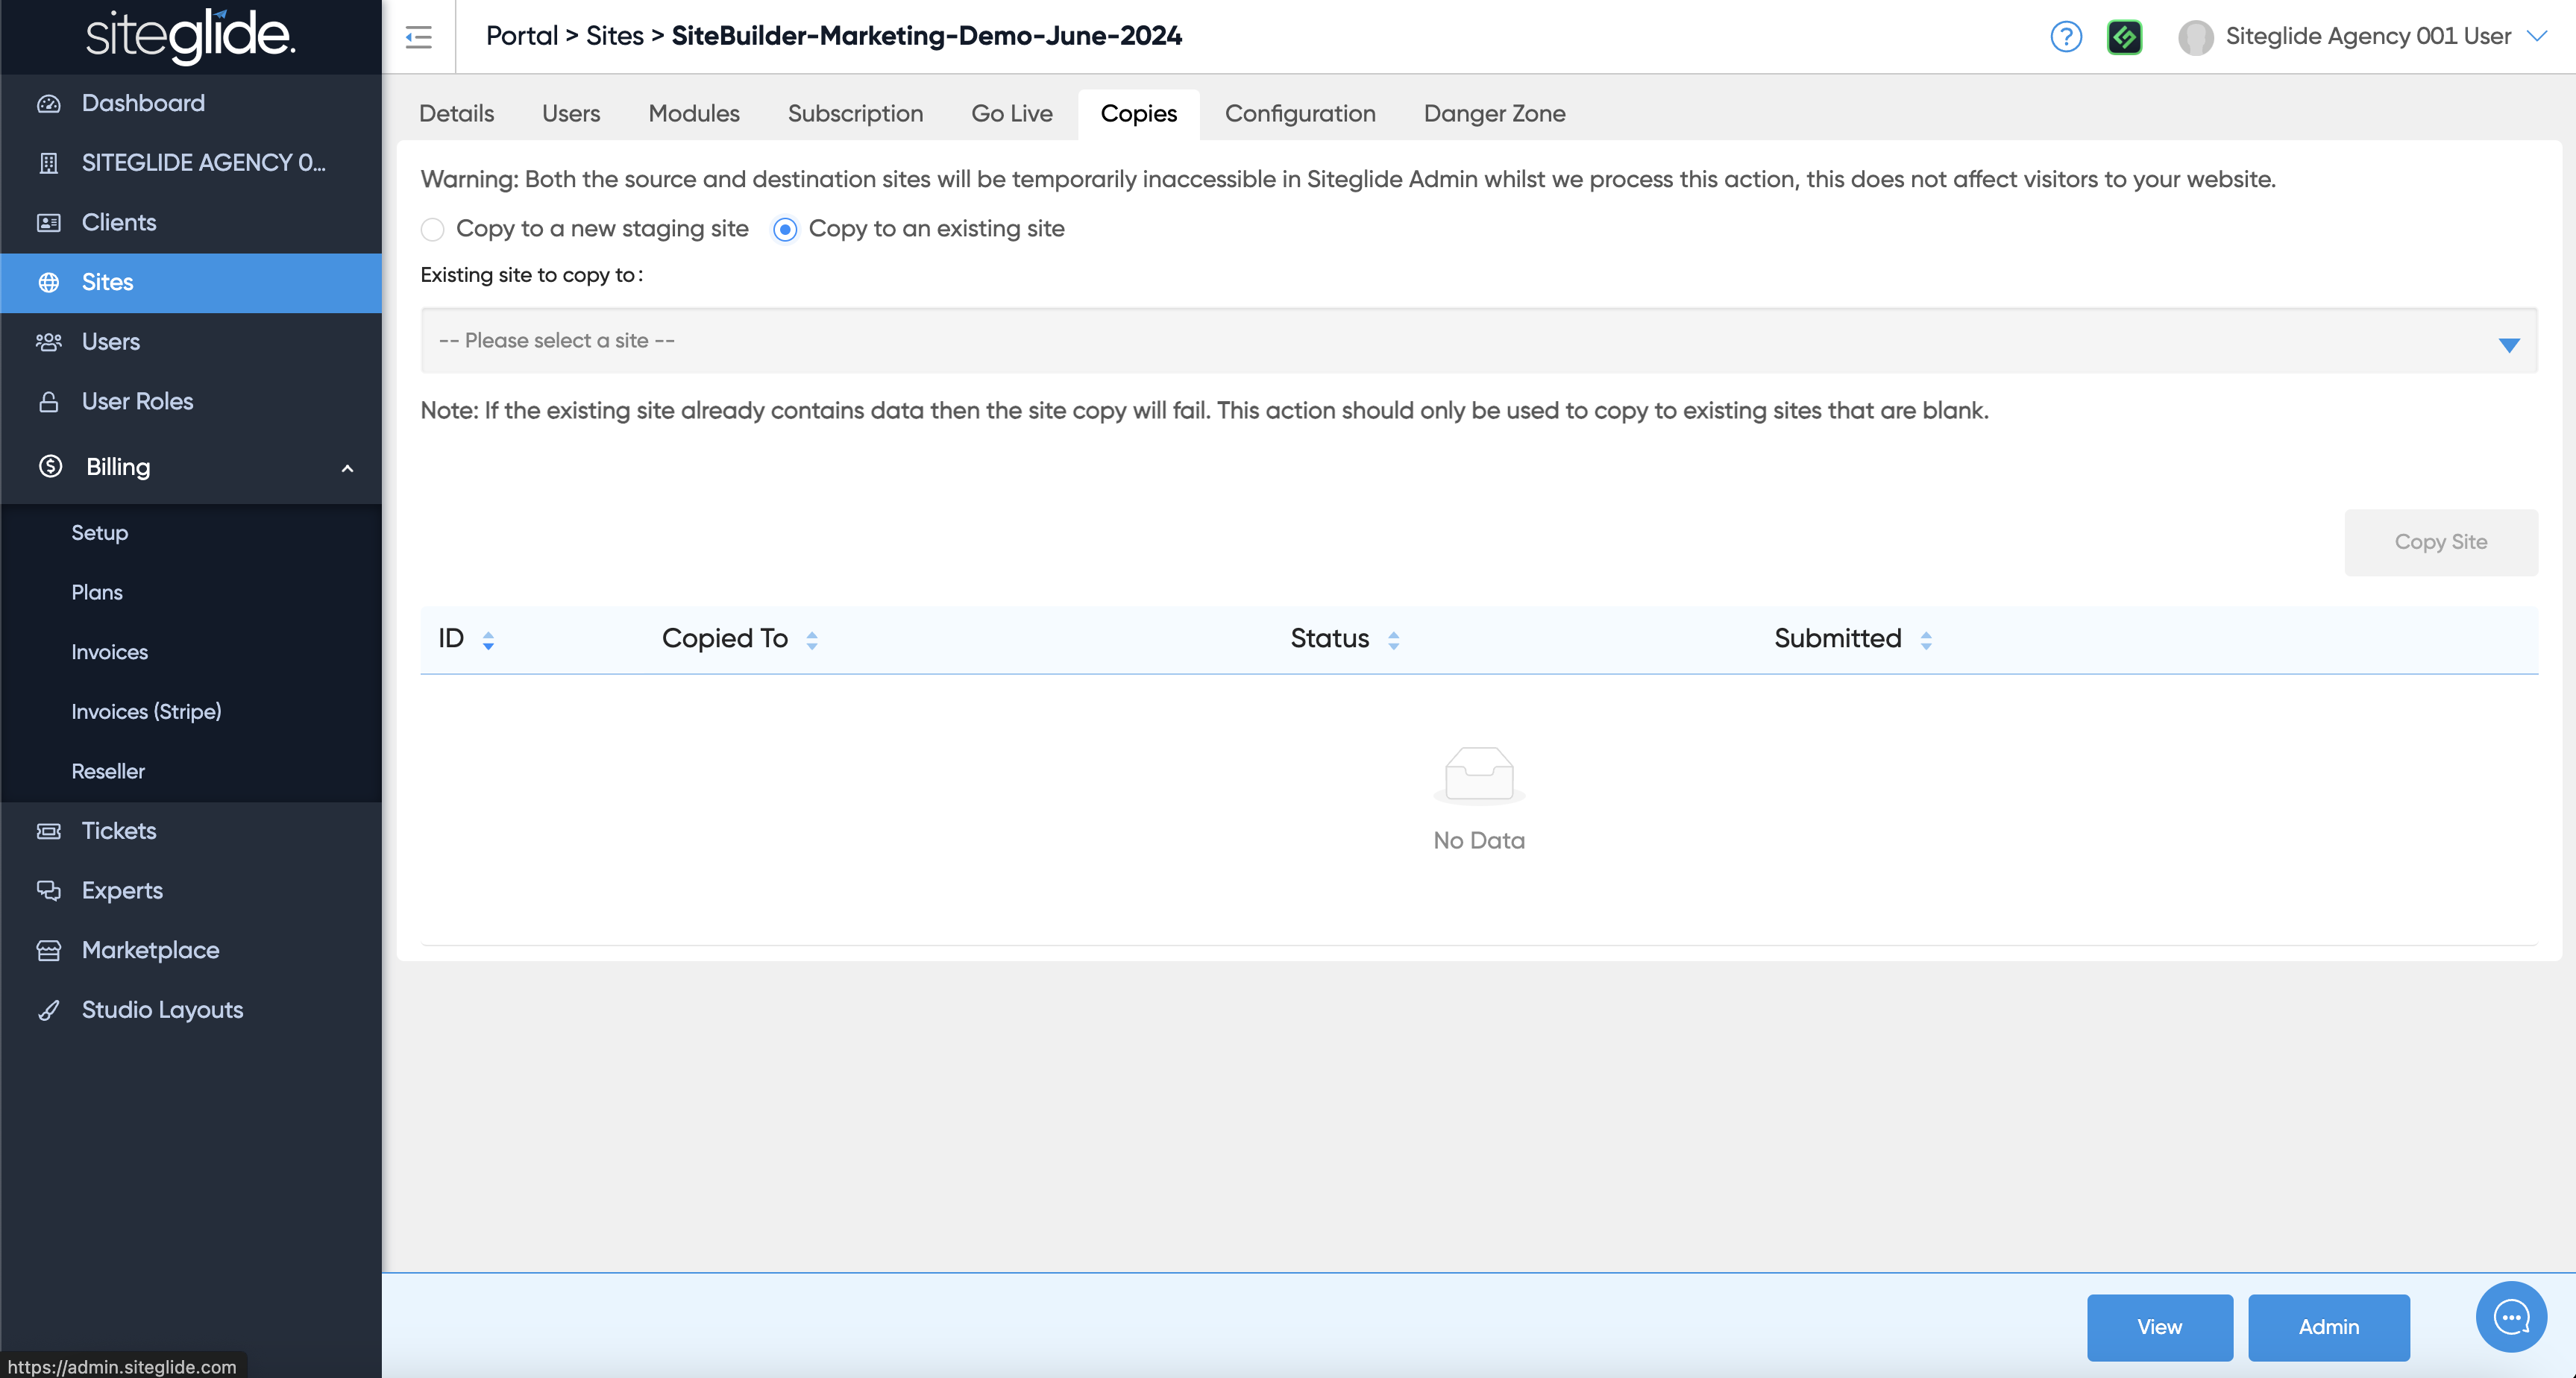 siteglide.
Portal > Sites > SiteBuilder-Marketing-Demo-June-2024
?
Siteglide Agency 001 User
Dashboard
SITEGLIDE AGENCY 0...
Clients
Sites
Users
User Roles
Billing
Setup
Plans
Invoices
Invoices (Stripe)
Reseller
Tickets
Experts
Marketplace
Studio Layouts
Details Users Modules Subscription Go Live Copies Configuration Danger Zone
Warning: Both the source and destination sites will be temporarily inaccessible in Siteglide Admin whilst we process this action, this does not affect visitors to your website.
Copy to a new staging site Copy to an existing site
Existing site to copy to:
-- Please select a site --
Note: If the existing site already contains data then the site copy will fail. This action should only be used to copy to existing sites that are blank.
Copy Site
ID Copied To Status Submitted
No Data
View Admin
https://admin.siteglide.com